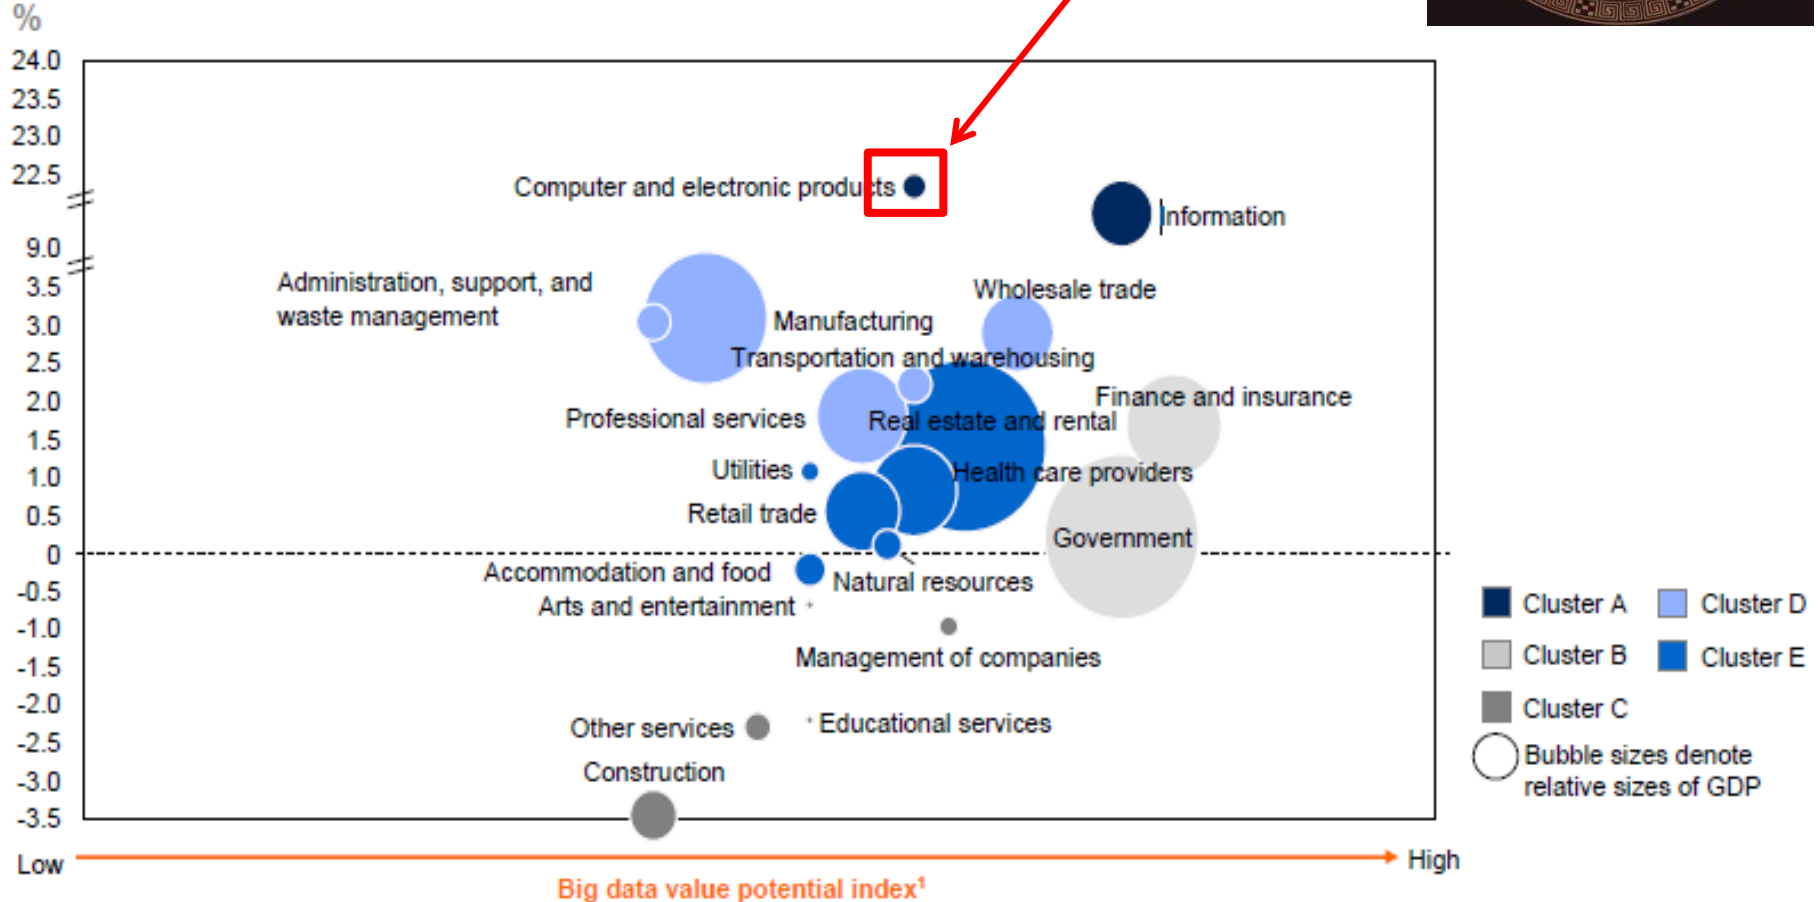 %
24.0
23.5
23.0
22.5
9.0
3.5
3.0
2.5
2.0
1.5
1.0
0.5
0
-0.5
-1.0
-1.5
-2.0
-2.5
-3.0
-3.5
Computer and electronic products
Information
Administration, support, and
waste management
Wholesale trade
Manufacturing
Transportation and warehousing
Finance and insurance
Professional services
Real estate and rental
Utilities
Health care providers
Retail trade
Government
Accommodation and food
Natural resources
Arts and entertainment
Management of companies
Other services
Educational services
Construction
Cluster A
Cluster D
Cluster B
Cluster E
Cluster C
Bubble sizes denote
relative sizes of GDP
Low
High
Big data value potential index¹